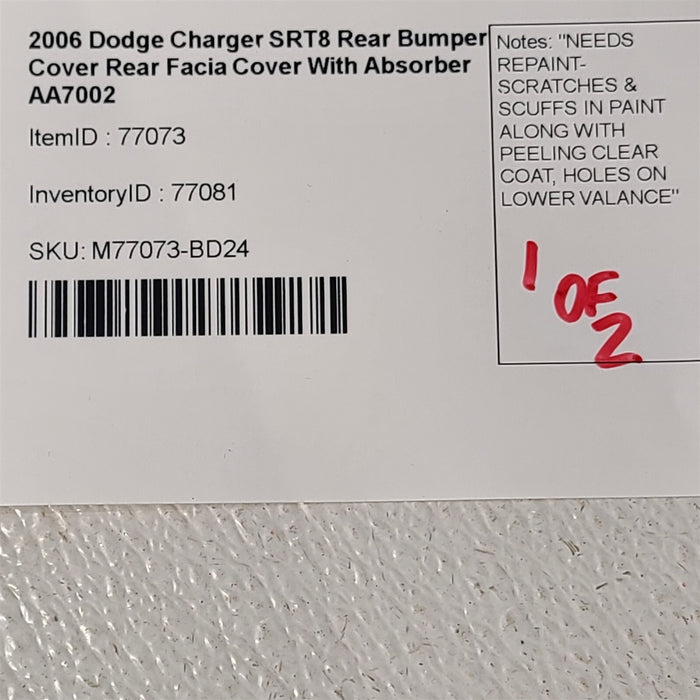 2006 Dodge Charger SRT8 Rear Bumper
Cover Rear Facia Cover With Absorber
AA7002
ItemID : 77073
InventoryID : 77081
SKU: M77073-BD24
Notes: "NEEDS
REPAINT-
SCRATCHES &
SCUFFS IN PAINT
ALONG WITH
PEELING CLEAR
COAT, HOLES ON
LOWER VALANCE"
1
OF
2